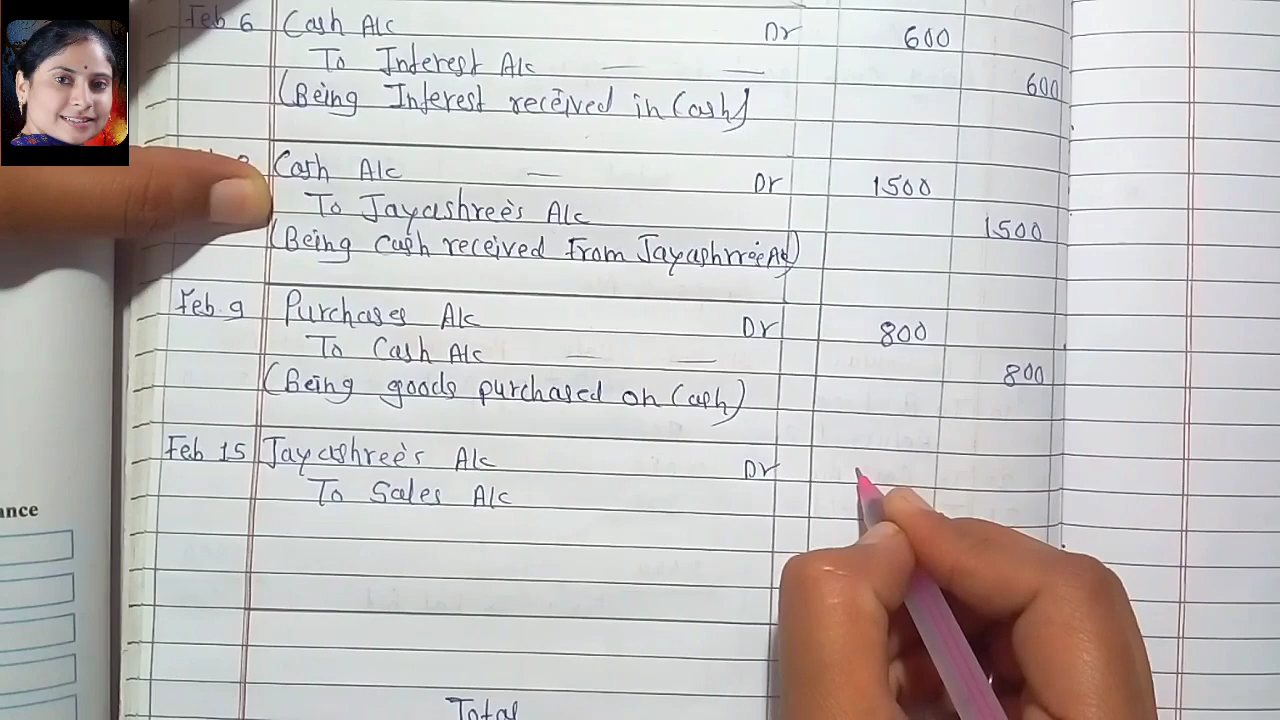 Feb 6 Cash A/c Dr 600
To Interest A/c 600
(Being Interest received in Cash)
Cash A/c Dr 1500
To Jayashree's A/c 1500
(Being cash received From Jayashrree A/c)
Feb. 9 Purchases A/c Dr 800
To Cash A/c 800
(Being goods purchased on Cash)
Feb 15 Jayashree's A/c Dr
To Sales A/c
ance
Total